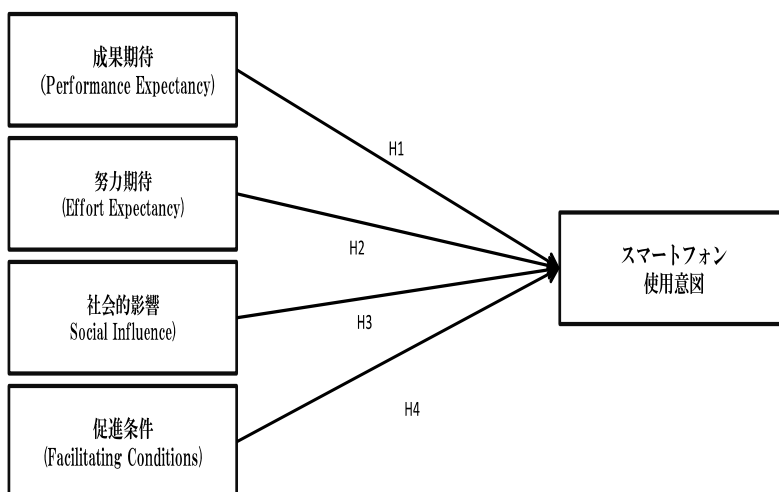 成果期待
(Performance Expectancy)
H1
努力期待
(Effort Expectancy)
H2
スマートフォン
使用意図
社会的影響
Social Influence)
H3
促進条件
(Facilitating Conditions)
H4